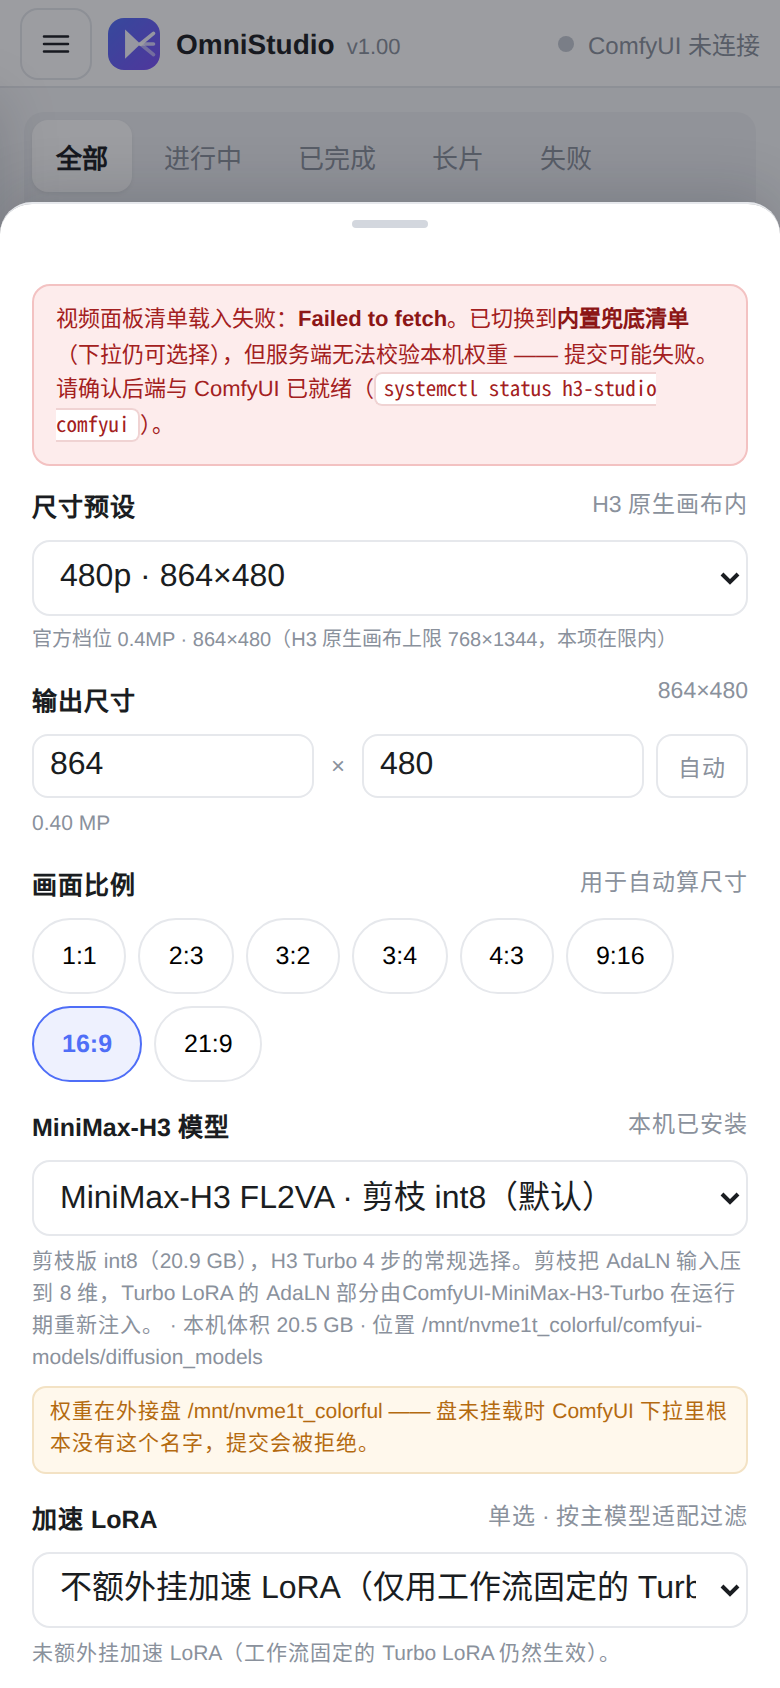 OmniStudio v1.00
ComfyUI 未连接
全部 进行中 已完成 长片 失败
视频面板清单载入失败：Failed to fetch。已切换到内置兜底清单
（下拉仍可选择），但服务端无法校验本机权重 —— 提交可能失败。
请确认后端与 ComfyUI 已就绪（systemctl status h3-studio
comfyui）。
尺寸预设 H3 原生画布内
480p · 864×480
官方档位 0.4MP · 864×480（H3 原生画布上限 768×1344，本项在限内）
输出尺寸 864×480
864 × 480 自动
0.40 MP
画面比例 用于自动算尺寸
1:1 2:3 3:2 3:4 4:3 9:16
16:9 21:9
MiniMax-H3 模型 本机已安装
MiniMax-H3 FL2VA · 剪枝 int8（默认）
剪枝版 int8（20.9 GB），H3 Turbo 4 步的常规选择。剪枝把 AdaLN 输入压
到 8 维，Turbo LoRA 的 AdaLN 部分由ComfyUI-MiniMax-H3-Turbo 在运行
期重新注入。 · 本机体积 20.5 GB · 位置 /mnt/nvme1t_colorful/comfyui-
models/diffusion_models
权重在外接盘 /mnt/nvme1t_colorful —— 盘未挂载时 ComfyUI 下拉里根
本没有这个名字，提交会被拒绝。
加速 LoRA 单选 · 按主模型适配过滤
不额外挂加速 LoRA（仅用工作流固定的 Turb
未额外挂加速 LoRA（工作流固定的 Turbo LoRA 仍然生效）。